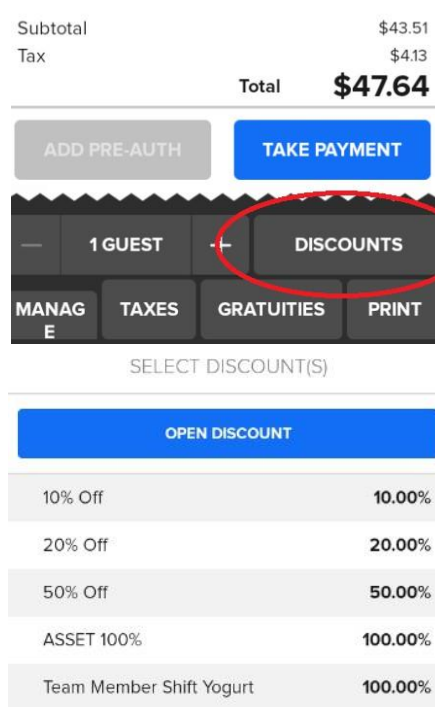 Subtotal $43.51
Tax $4.13
Total $47.64
ADD PRE-AUTH TAKE PAYMENT
— 1 GUEST + DISCOUNTS
MANAG TAXES GRATUITIES PRINT
E
SELECT DISCOUNT(S)
OPEN DISCOUNT
10% Off 10.00%
20% Off 20.00%
50% Off 50.00%
ASSET 100% 100.00%
Team Member Shift Yogurt 100.00%